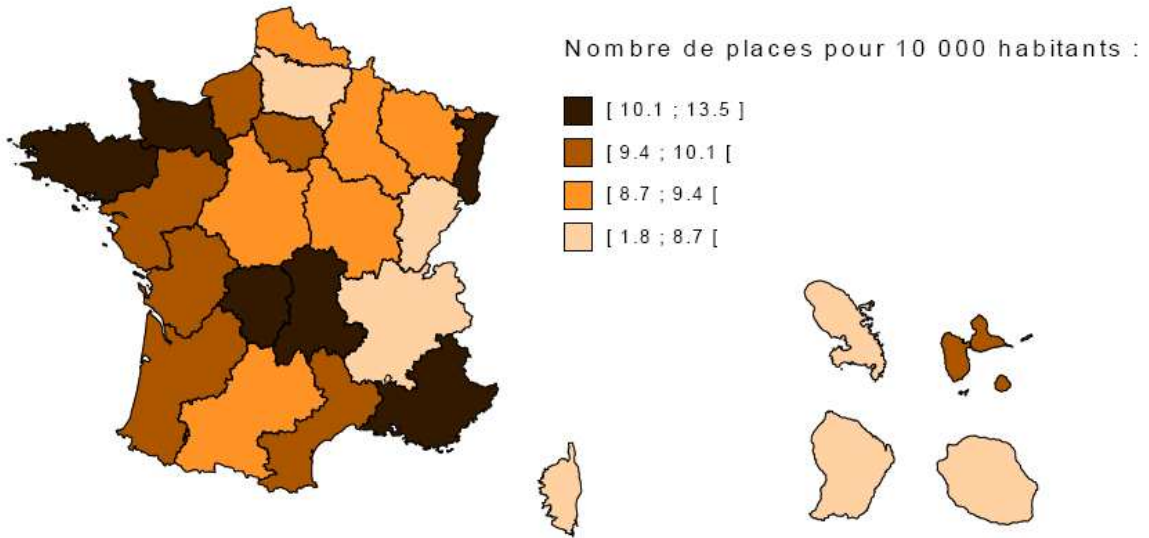 Nombre de places pour 10 000 habitants :
[ 10.1 ; 13.5 ]
[ 9.4 ; 10.1 [
[ 8.7 ; 9.4 [
[ 1.8 ; 8.7 [